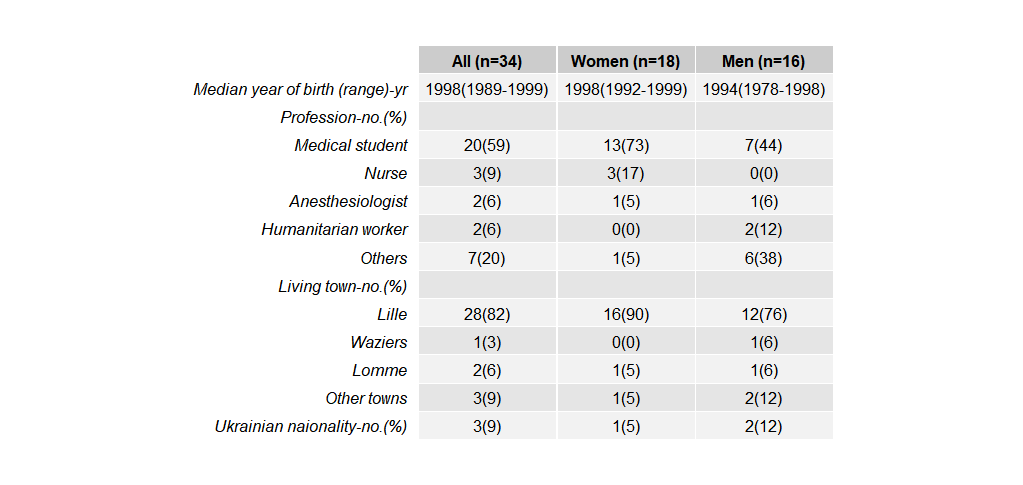 All (n=34) Women (n=18) Men (n=16)
Median year of birth (range)-yr 1998(1989-1999) 1998(1992-1999) 1994(1978-1998)
Profession-no.(%)
Medical student 20(59) 13(73) 7(44)
Nurse 3(9) 3(17) 0(0)
Anesthesiologist 2(6) 1(5) 1(6)
Humanitarian worker 2(6) 0(0) 2(12)
Others 7(20) 1(5) 6(38)
Living town-no.(%)
Lille 28(82) 16(90) 12(76)
Waziers 1(3) 0(0) 1(6)
Lomme 2(6) 1(5) 1(6)
Other towns 3(9) 1(5) 2(12)
Ukrainian naionality-no.(%) 3(9) 1(5) 2(12)